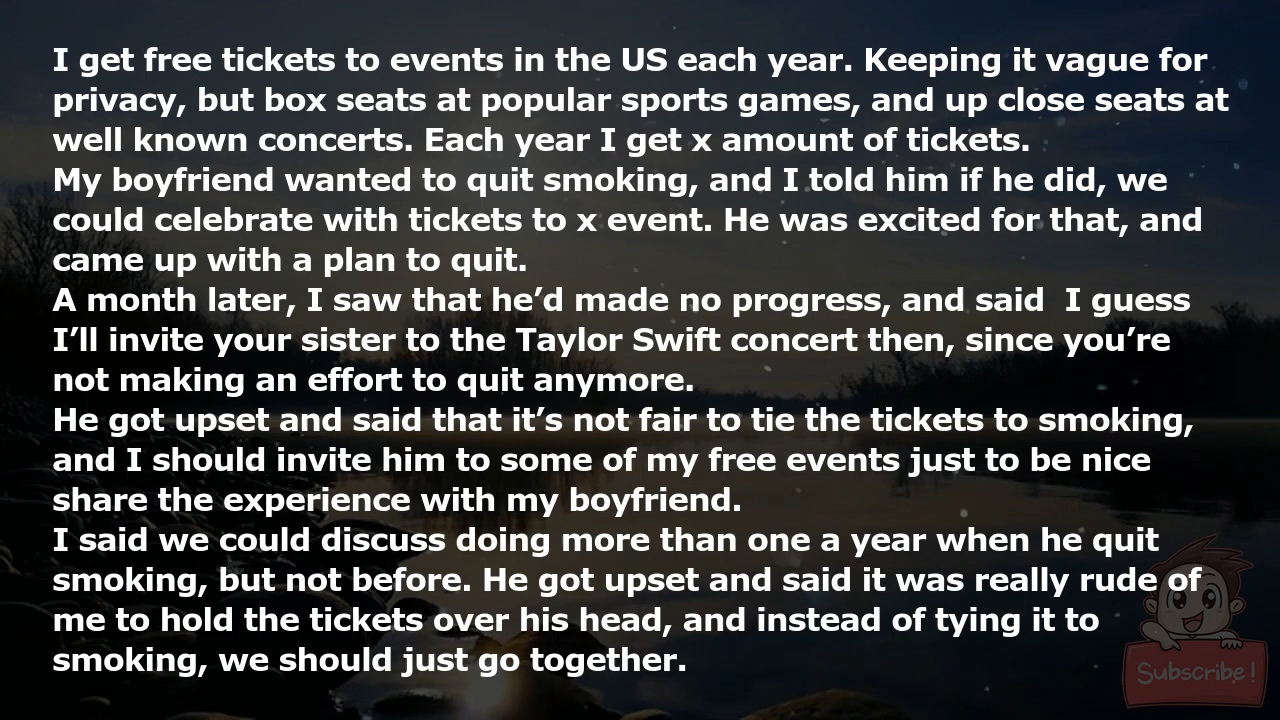 I get free tickets to events in the US each year. Keeping it vague for
privacy, but box seats at popular sports games, and up close seats at
well known concerts. Each year I get x amount of tickets.
My boyfriend wanted to quit smoking, and I told him if he did, we
could celebrate with tickets to x event. He was excited for that, and
came up with a plan to quit.
A month later, I saw that he’d made no progress, and said  I guess
I’ll invite your sister to the Taylor Swift concert then, since you’re
not making an effort to quit anymore.
He got upset and said that it’s not fair to tie the tickets to smoking,
and I should invite him to some of my free events just to be nice
share the experience with my boyfriend.
I said we could discuss doing more than one a year when he quit
smoking, but not before. He got upset and said it was really rude of
me to hold the tickets over his head, and instead of tying it to
smoking, we should just go together.
Subscribe!